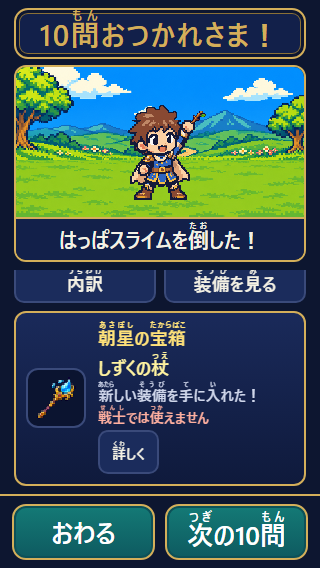 10問おつかれさま！
はっぱスライムを倒した！
内訳
装備を見る
朝星の宝箱
しずくの杖
新しい装備を手に入れた！
戦士では使えません
詳しく
おわる
次の10問